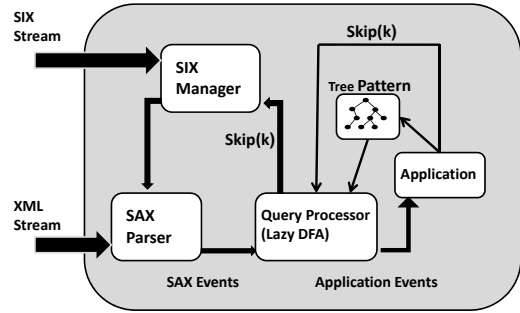 SIX
Stream
SIX
Manager
Skip(k)
Tree Pattern
Skip(k)
Application
XML
Stream
SAX
Parser
Query Processor
(Lazy DFA)
SAX Events
Application Events